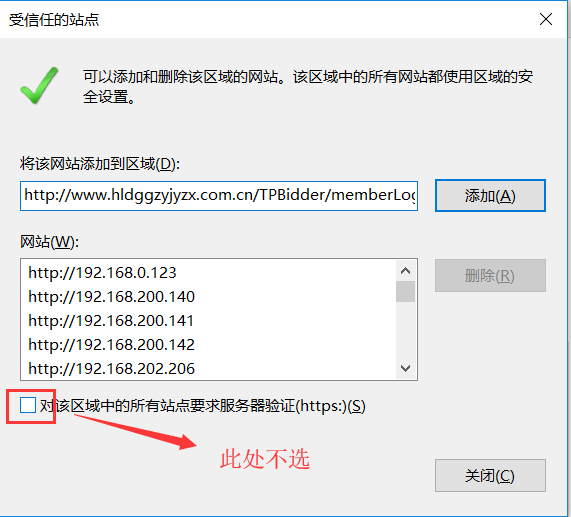 受信任的站点
可以添加和删除该区域的网站。该区域中的所有网站都使用区域的安
全设置。
将该网站添加到区域(D):
http://www.hldggzyjyzx.com.cn/TPBidder/memberLog
添加(A)
网站(W):
http://192.168.0.123
http://192.168.200.140
http://192.168.200.141
http://192.168.200.142
http://192.168.202.206
删除(R)
对该区域中的所有站点要求服务器验证(https:)(S)
此处不选
关闭(C)